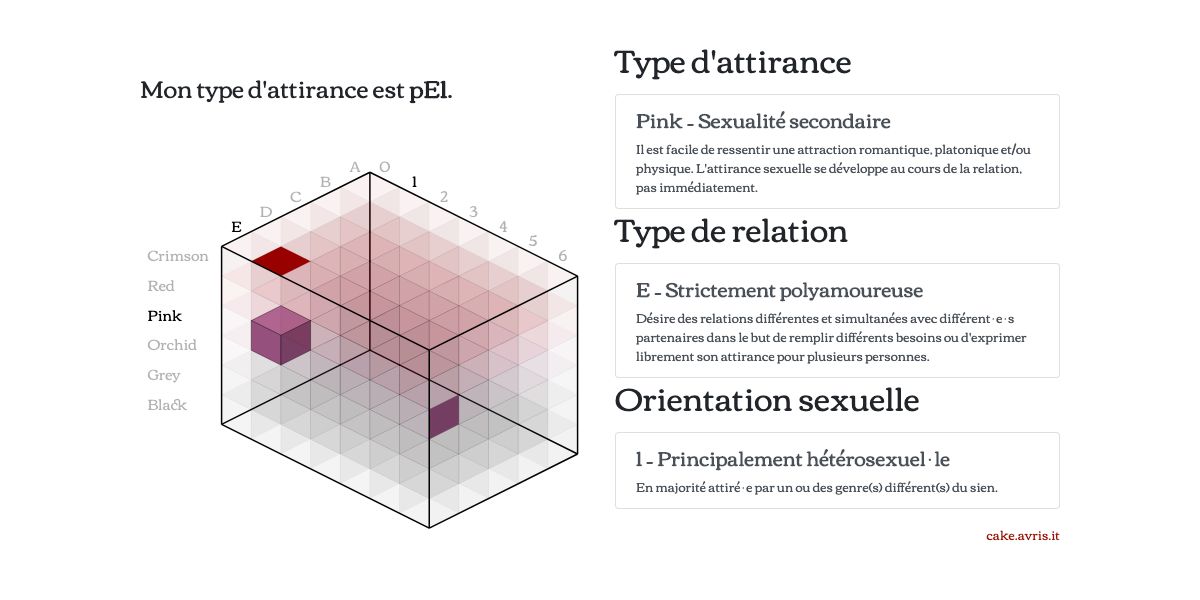 Mon type d'attirance est pE1.
A O
B 1
C 2
D 3
E 4
5
6
Crimson
Red
Pink
Orchid
Grey
Black
Type d'attirance
Pink - Sexualité secondaire
Il est facile de ressentir une attraction romantique, platonique et/ou
physique. L'attirance sexuelle se développe au cours de la relation,
pas immédiatement.
Type de relation
E - Strictement polyamoureuse
Désire des relations différentes et simultanées avec différent·e·s
partenaires dans le but de remplir différents besoins ou d'exprimer
librement son attirance pour plusieurs personnes.
Orientation sexuelle
1 - Principalement hétérosexuel·le
En majorité attiré·e par un ou des genre(s) différent(s) du sien.
cake.avris.it